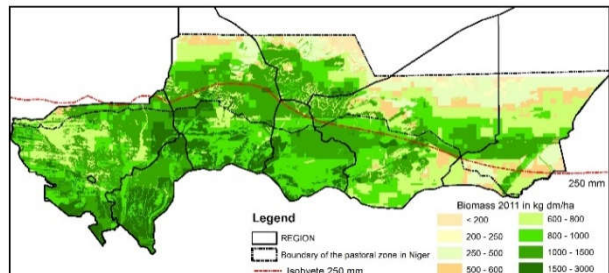 250 mm
Biomass 2011 in kg dm/ha
Legend
< 200
600 - 800
REGION
200 - 250
800 - 1000
Boundary of the pastoral zone in Niger
250 - 500
1000 - 1500
Isohyete 250 mm
500 - 600
1500 - 3000